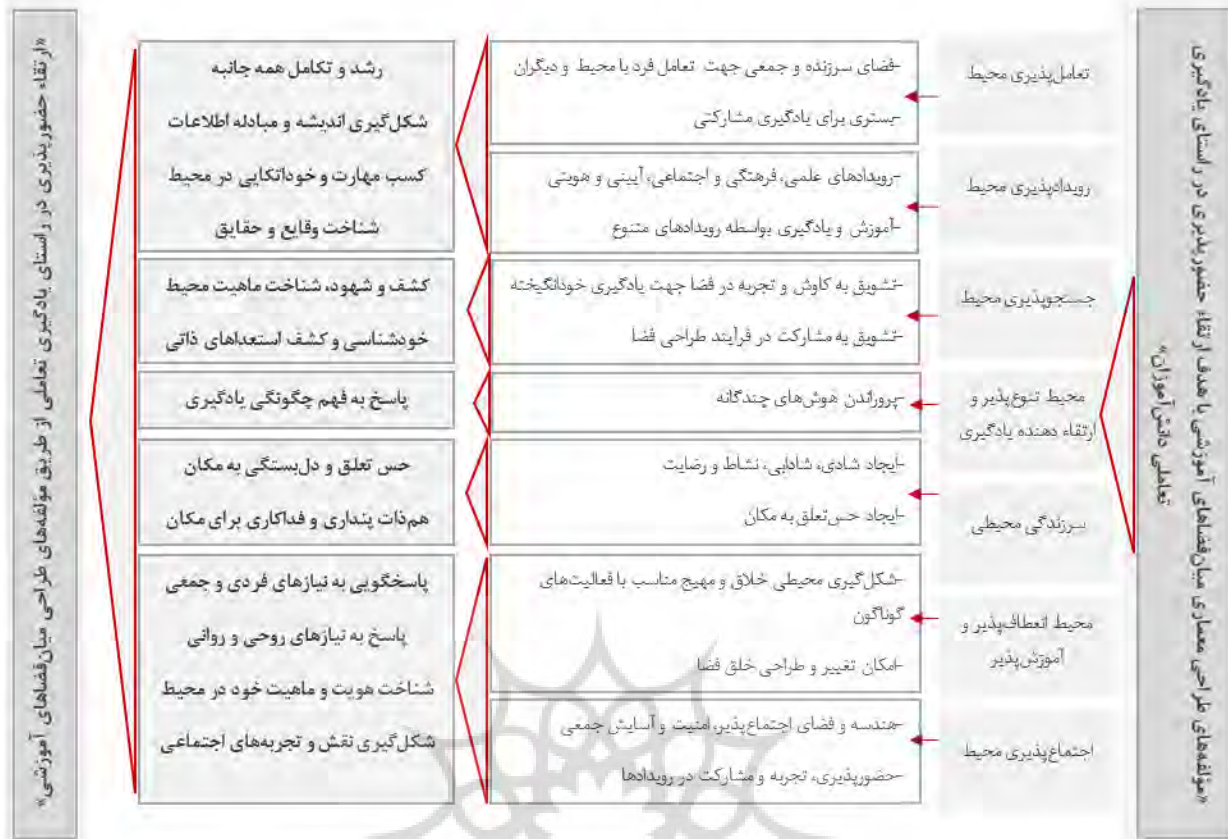 «مؤلفه‌های طراحی معماری میان‌فضاهای آموزشی با هدف ارتقاء حضورپذیری در راستای یادگیری
تعاملی دانش‌آموزان»
تعامل‌پذیری محیط
رویدادپذیری محیط
جستجوپذیری محیط
محیط تنوع‌پذیر و
ارتقاء دهنده یادگیری
سرزندگی محیطی
محیط انعطاف‌پذیر و
آموزش‌پذیر
اجتماع‌پذیری محیط
-فضای سرزنده و جمعی جهت تعامل فرد با محیط و دیگران
-بستری برای یادگیری مشارکتی
-رویدادهای علمی، فرهنگی و اجتماعی، آیینی و هویتی
-آموزش و یادگیری بواسطه رویدادهای متنوع
-تشویق به کاوش و تجربه در فضا جهت یادگیری خودانگیخته
-تشویق به مشارکت در فرآیند طراحی فضا
-پروراندن هوش‌های چندگانه
-ایجاد شادی، شادابی، نشاط و رضایت
-ایجاد حس‌تعلق به مکان
-شکل‌گیری محیطی خلاق و مهیج مناسب با فعالیت‌های
گوناگون
-امکان تغییر و طراحی خلق فضا
-هندسه و فضای اجتماع‌پذیر، امنیت و آسایش جمعی
-حضورپذیری، تجربه و مشارکت در رویدادها
رشد و تکامل همه جانبه
شکل‌گیری اندیشه و مبادله اطلاعات
کسب مهارت و خوداتکایی در محیط
شناخت وقایع و حقایق
کشف و شهود، شناخت ماهیت محیط
خودشناسی و کشف استعداهای ذاتی
پاسخ به فهم چگونگی یادگیری
حس تعلق و دل‌بستگی به مکان
هم‌ذات پنداری و فداکاری برای مکان
پاسخگویی به نیازهای فردی و جمعی
پاسخ به نیازهای روحی و روانی
شناخت هویت و ماهیت خود در محیط
شکل‌گیری نقش و تجربه‌های اجتماعی
«ارتقاء حضورپذیری در راستای یادگیری تعاملی از طریق مؤلفه‌های طراحی میان‌فضاهای آموزشی»